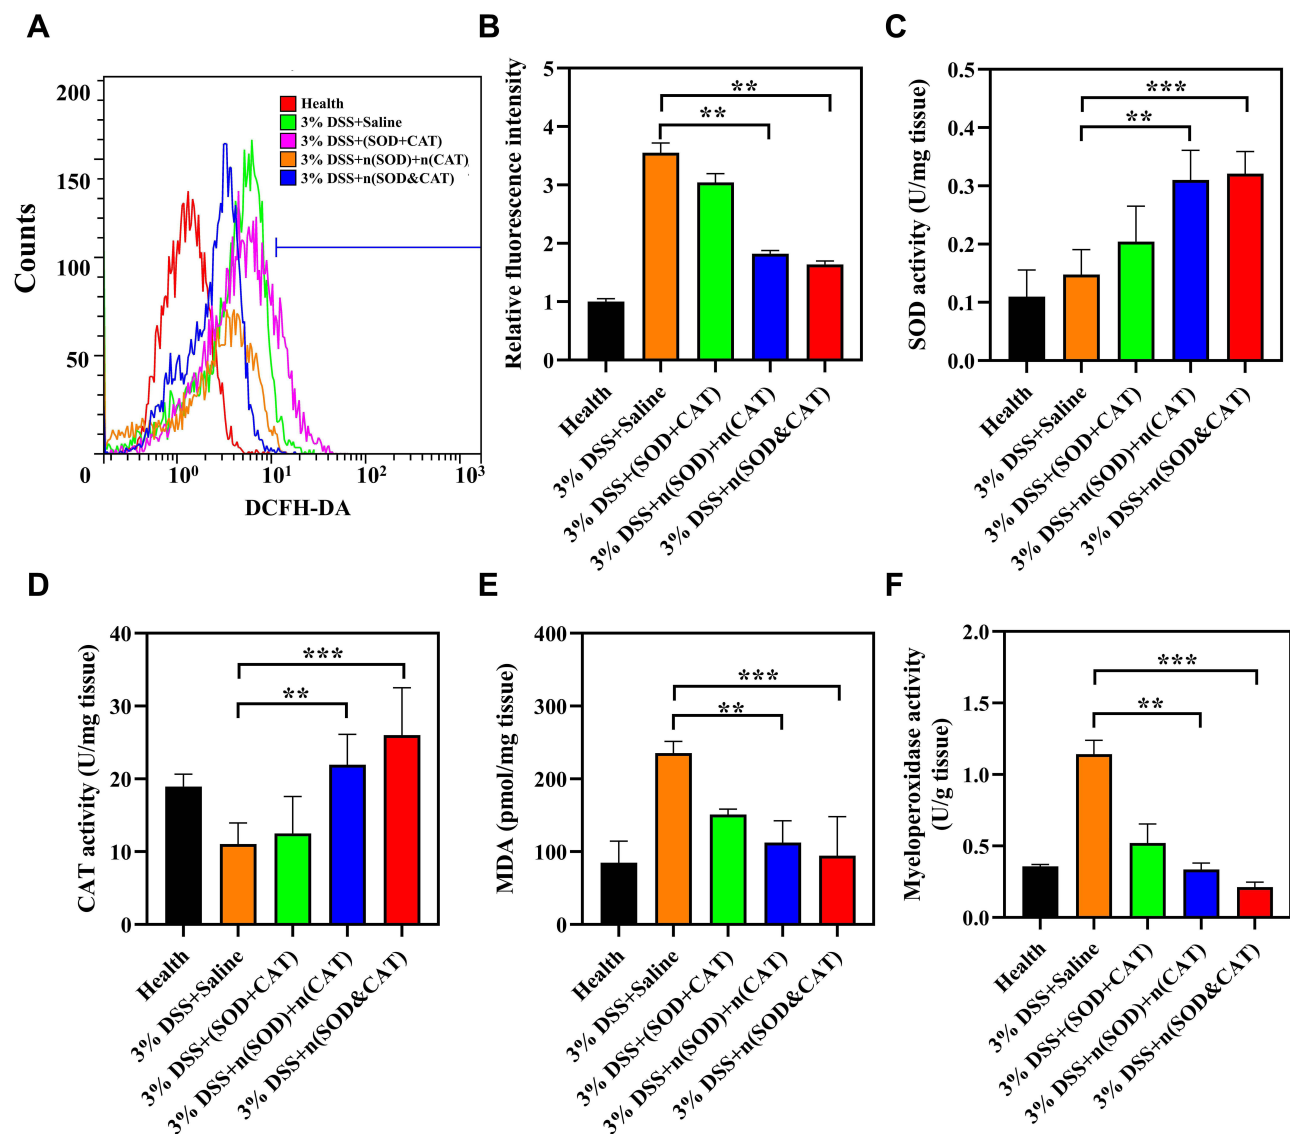 A
200
150
100
50
0
Counts
10⁰
10¹
10²
10³
DCFH-DA
Health
3% DSS+Saline
3% DSS+(SOD+CAT)
3% DSS+n(SOD)+n(CAT)
3% DSS+n(SOD&CAT)
B
Relative fluorescence intensity
5
4
3
2
1
0
**
**
Health
3% DSS+Saline
3% DSS+(SOD+CAT)
3% DSS+n(SOD)+n(CAT)
3% DSS+n(SOD&CAT)
C
SOD activity (U/mg tissue)
0.5
0.4
0.3
0.2
0.1
0.0
***
**
Health
3% DSS+Saline
3% DSS+(SOD+CAT)
3% DSS+n(SOD)+n(CAT)
3% DSS+n(SOD&CAT)
D
CAT activity (U/mg tissue)
40
30
20
10
0
***
**
Health
3% DSS+Saline
3% DSS+(SOD+CAT)
3% DSS+n(SOD)+n(CAT)
3% DSS+n(SOD&CAT)
E
MDA (pmol/mg tissue)
400
300
200
100
0
***
**
Health
3% DSS+Saline
3% DSS+(SOD+CAT)
3% DSS+n(SOD)+n(CAT)
3% DSS+n(SOD&CAT)
F
Myeloperoxidase activity
(U/g tissue)
2.0
1.5
1.0
0.5
0.0
***
**
Health
3% DSS+Saline
3% DSS+(SOD+CAT)
3% DSS+n(SOD)+n(CAT)
3% DSS+n(SOD&CAT)